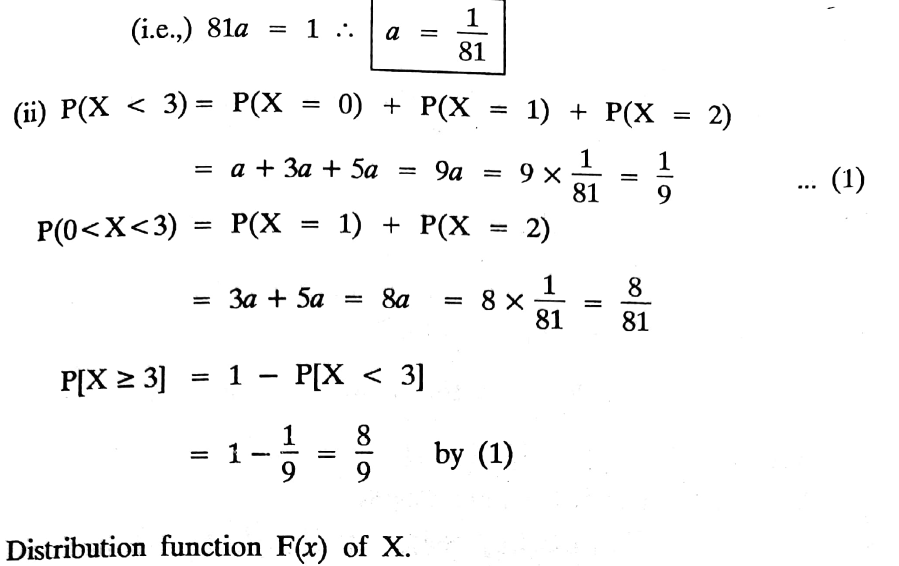 (i.e.,) 81a = 1 ∴ a = 1/81
(ii) P(X < 3) = P(X = 0) + P(X = 1) + P(X = 2)
= a + 3a + 5a = 9a = 9 × 1/81 = 1/9 ... (1)
P(0<X<3) = P(X = 1) + P(X = 2)
= 3a + 5a = 8a = 8 × 1/81 = 8/81
P[X ≥ 3] = 1 − P[X < 3]
= 1 − 1/9 = 8/9 by (1)
Distribution function F(x) of X.